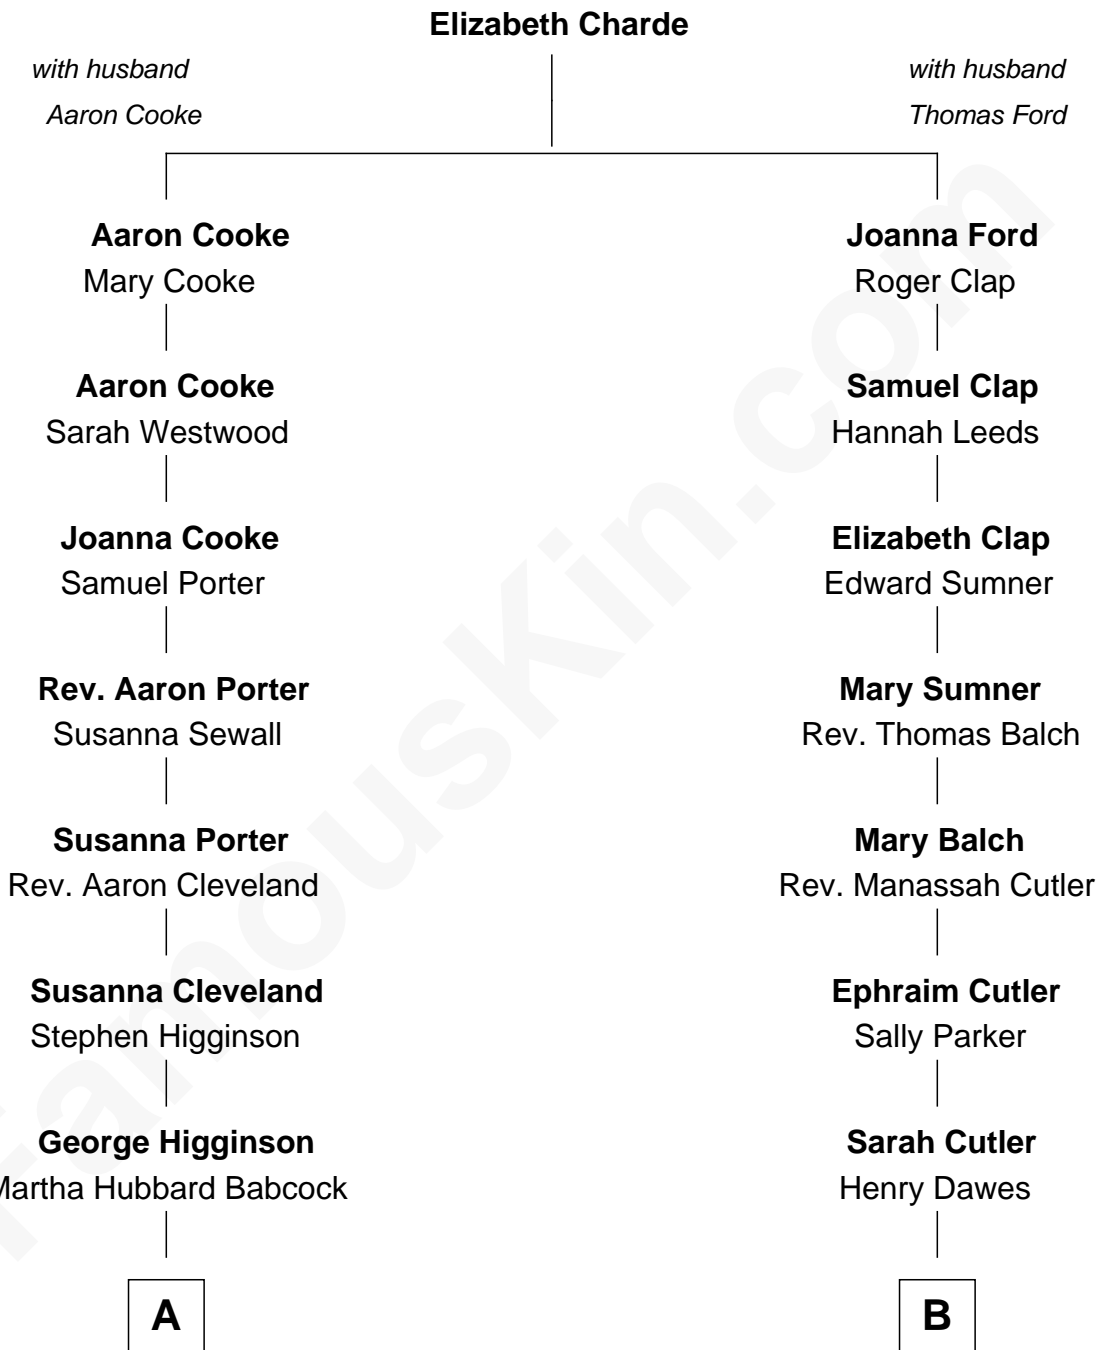 Elizabeth Charde
with husband
Aaron Cooke
with husband
Thomas Ford
Aaron Cooke
Mary Cooke
Joanna Ford
Roger Clap
Aaron Cooke
Sarah Westwood
Samuel Clap
Hannah Leeds
Joanna Cooke
Samuel Porter
Elizabeth Clap
Edward Sumner
Rev. Aaron Porter
Susanna Sewall
Mary Sumner
Rev. Thomas Balch
Susanna Porter
Rev. Aaron Cleveland
Mary Balch
Rev. Manassah Cutler
Susanna Cleveland
Stephen Higginson
Ephraim Cutler
Sally Parker
George Higginson
Martha Hubbard Babcock
Sarah Cutler
Henry Dawes
A
B
FamousKin.com